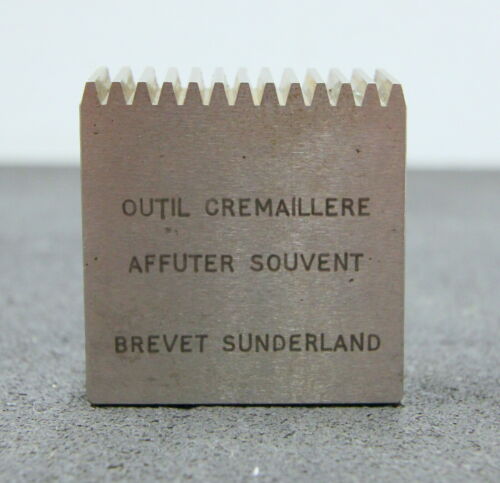 OUTIL CREMAILLERE
AFFUTER SOUVENT
BREVET SUNDERLAND